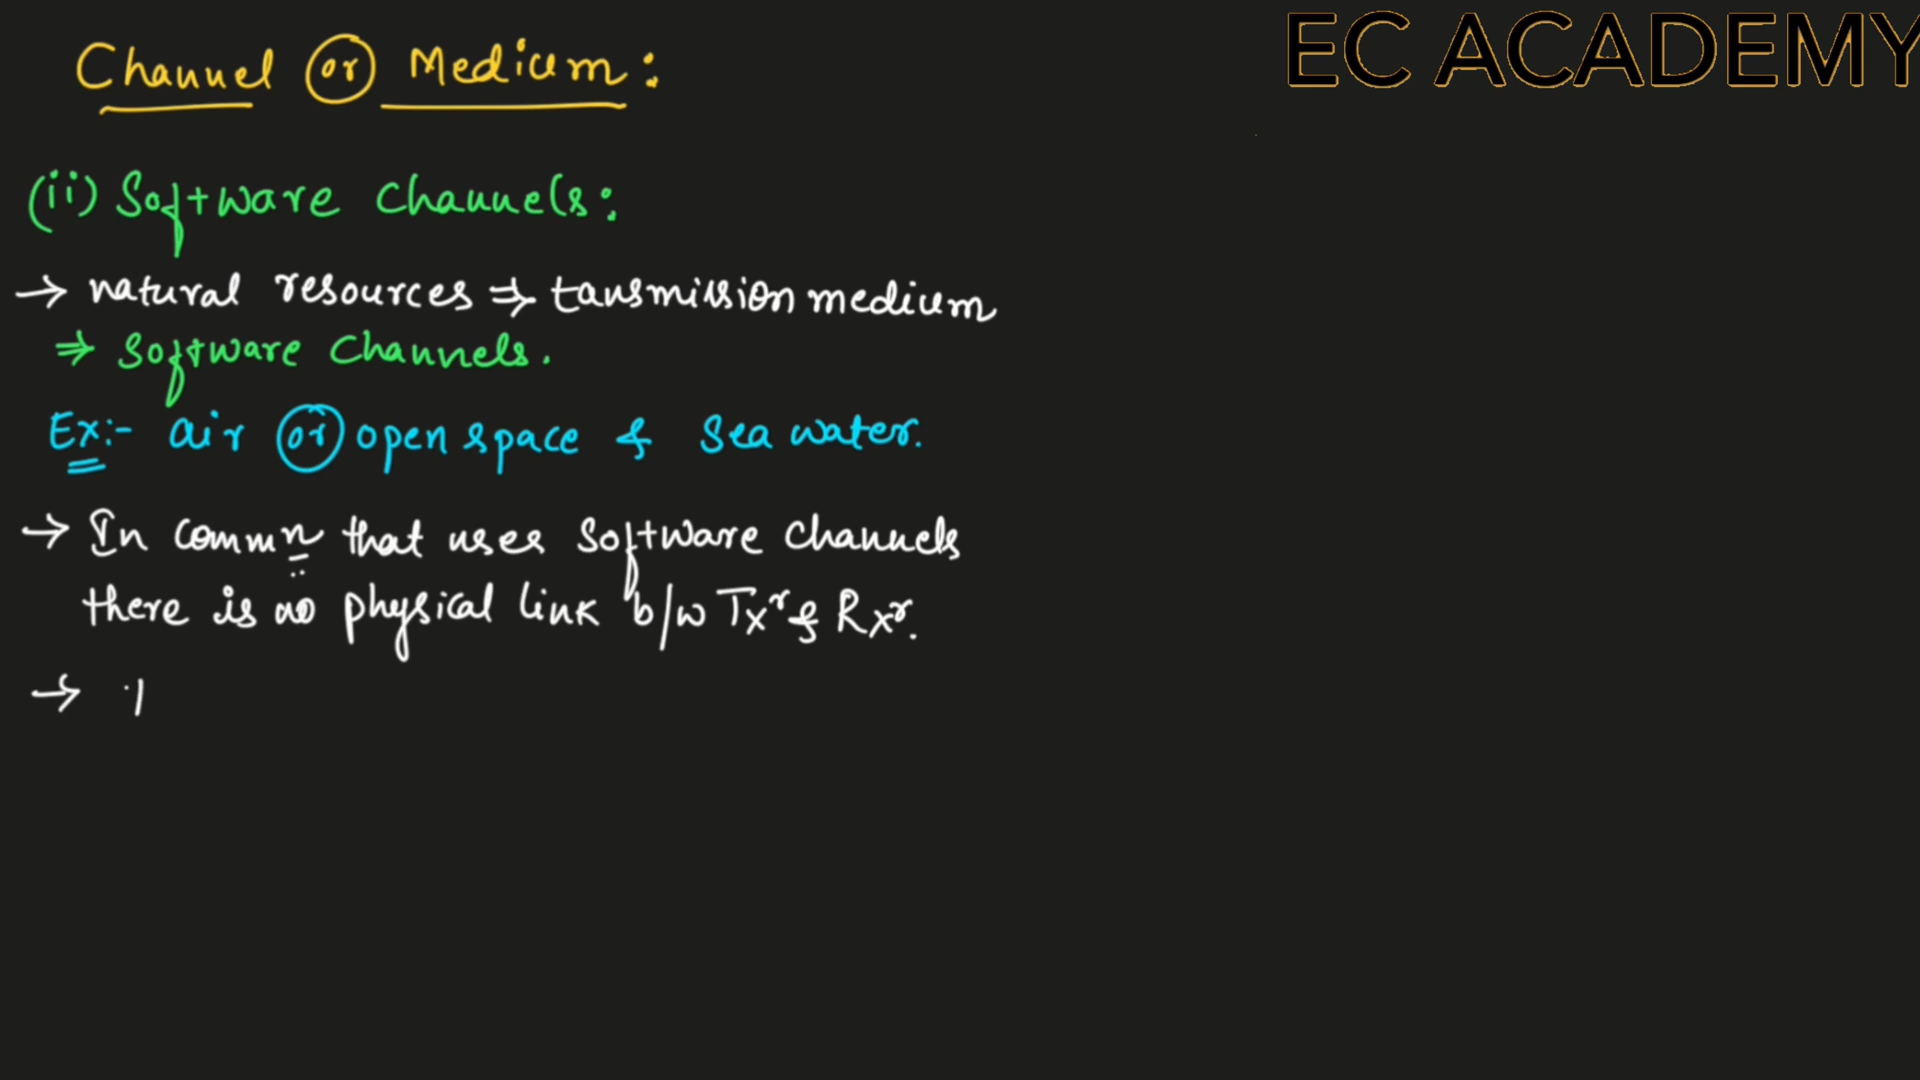 Channel or Medium:
EC ACADEMY
(ii) Software Channels:
→ natural resources ⇒ tansmission medium
⇒ Software Channels.
Ex:- air or open space & Sea water.
→ In commn that uses Software channels
there is no physical link b/w Txr & Rxr.
→